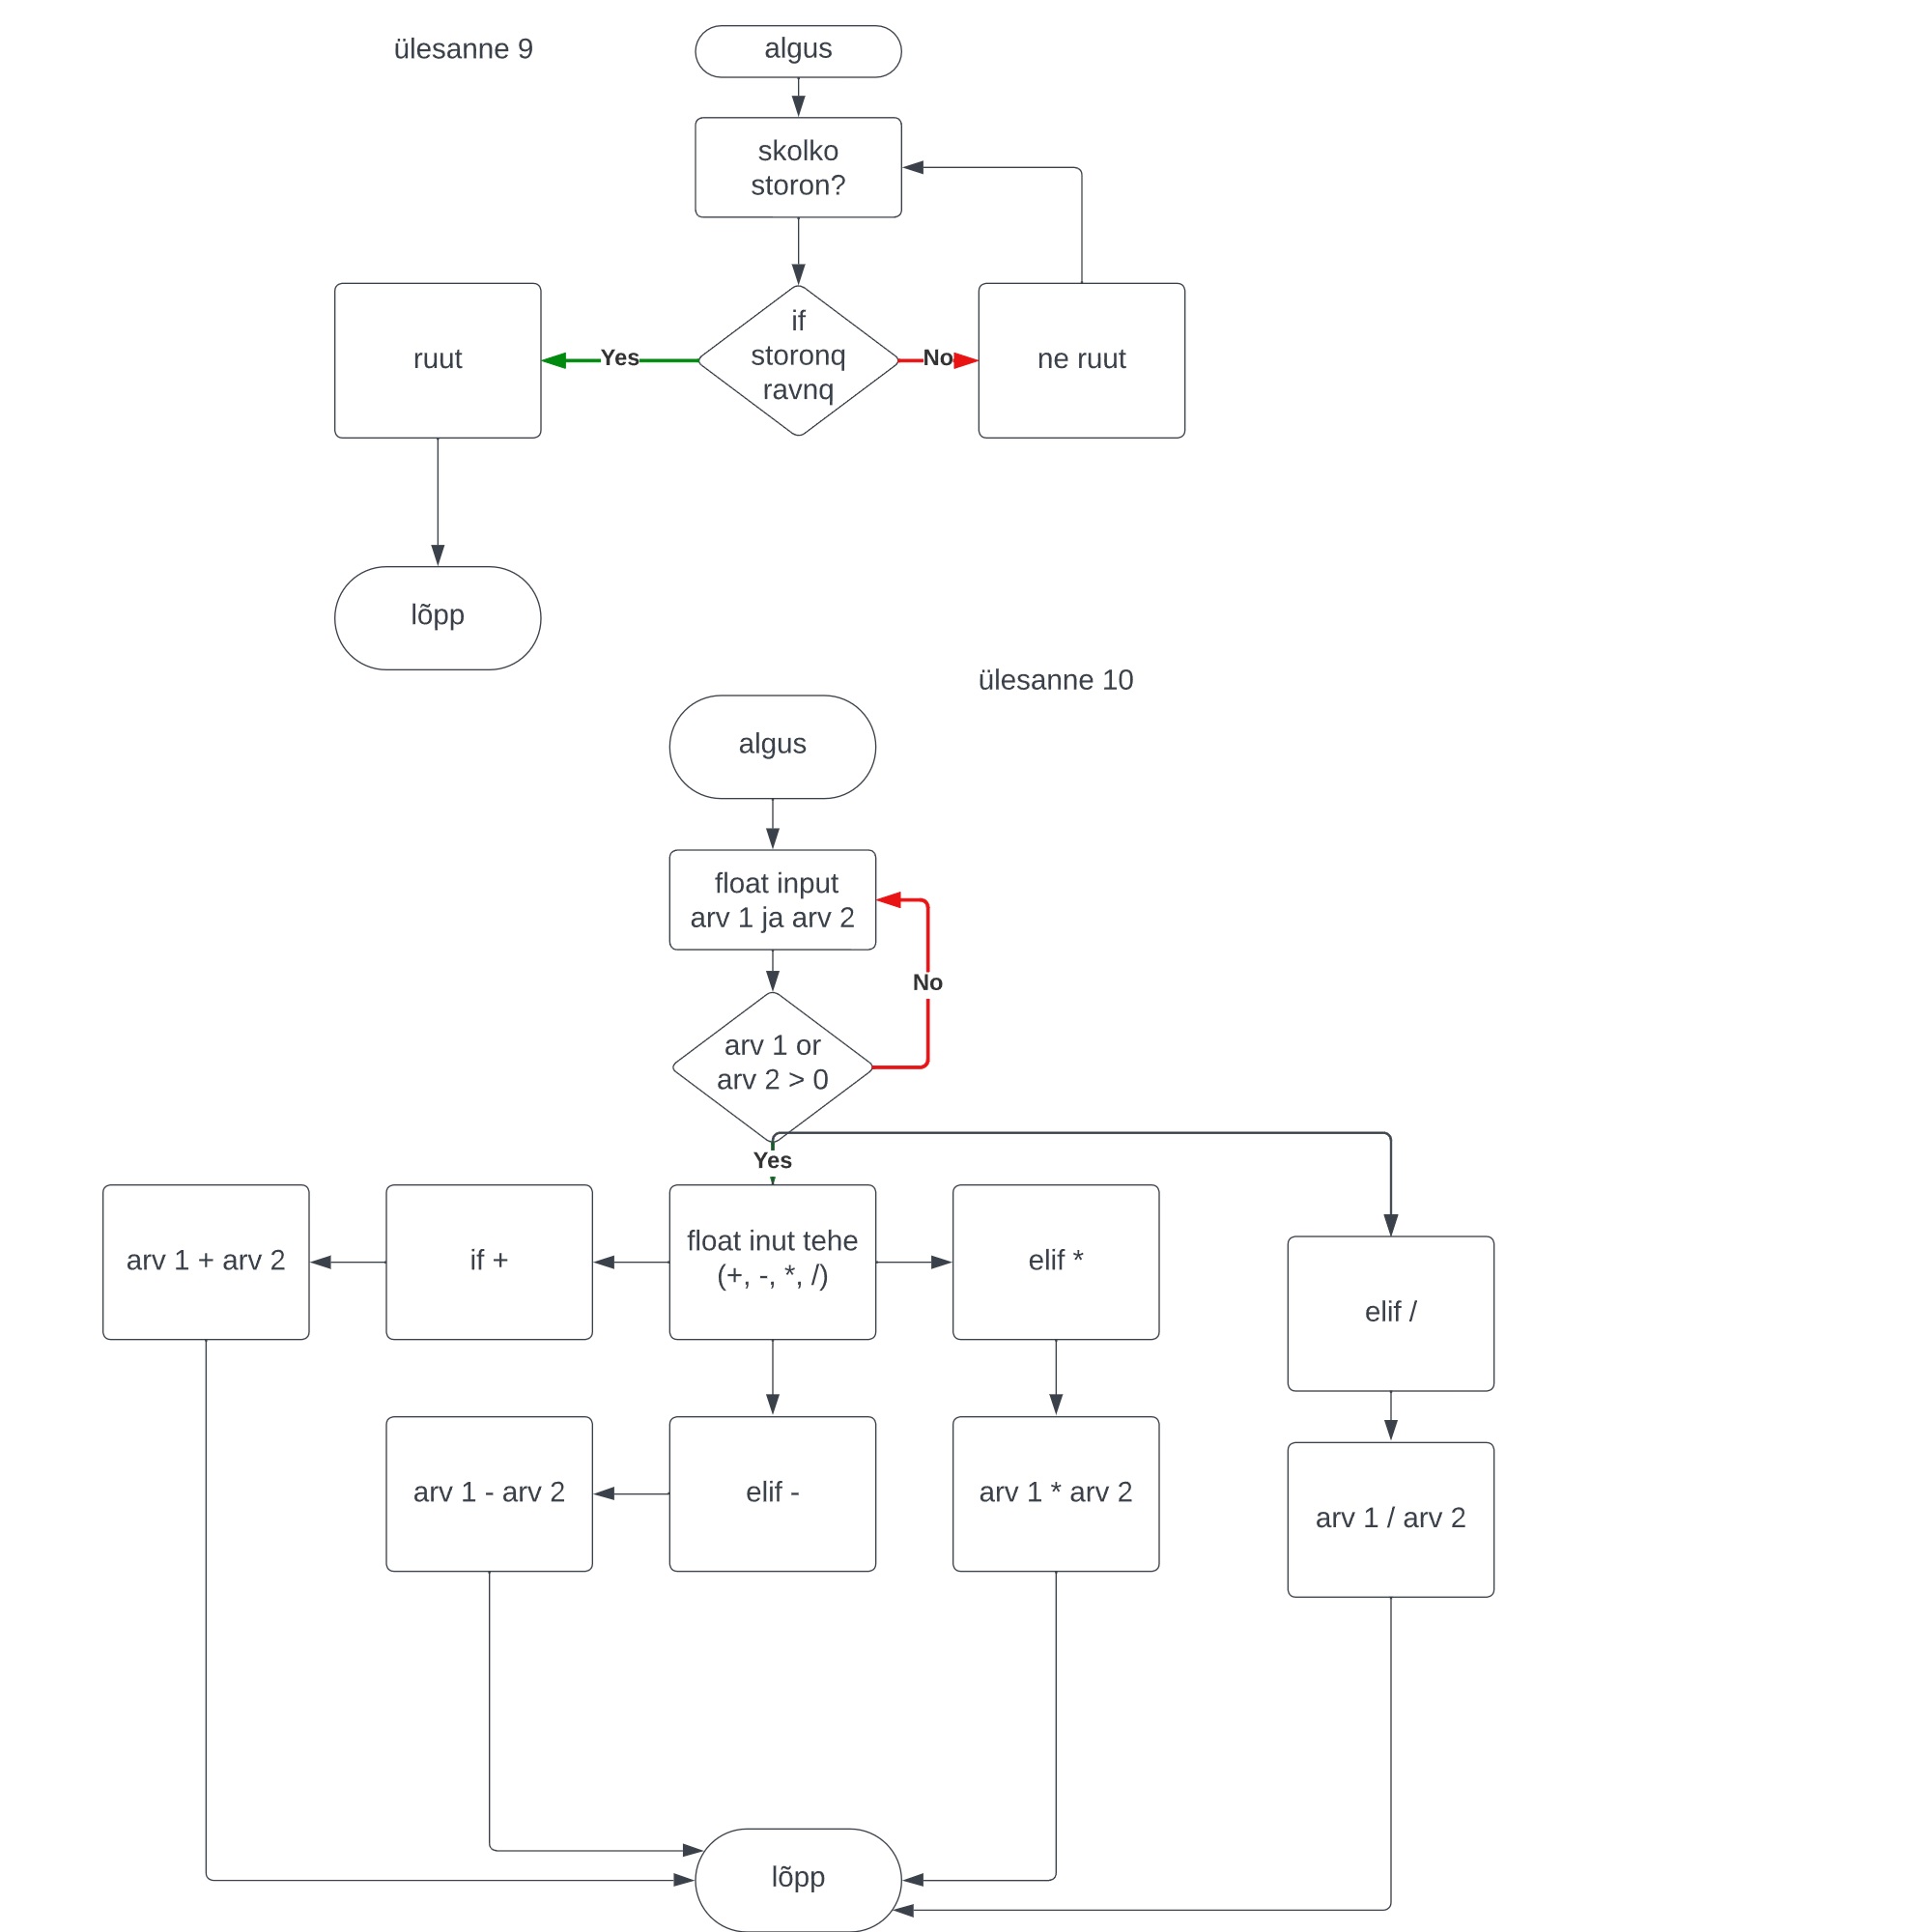 ülesanne 9
algus
skolko
storon?
ruut
Yes
if
storonq
ravnq
No
ne ruut
lõpp
ülesanne 10
algus
float input
arv 1 ja arv 2
No
arv 1 or
arv 2 > 0
Yes
arv 1 + arv 2
if +
float inut tehe
(+, -, *, /)
elif *
elif /
arv 1 - arv 2
elif -
arv 1 * arv 2
arv 1 / arv 2
lõpp